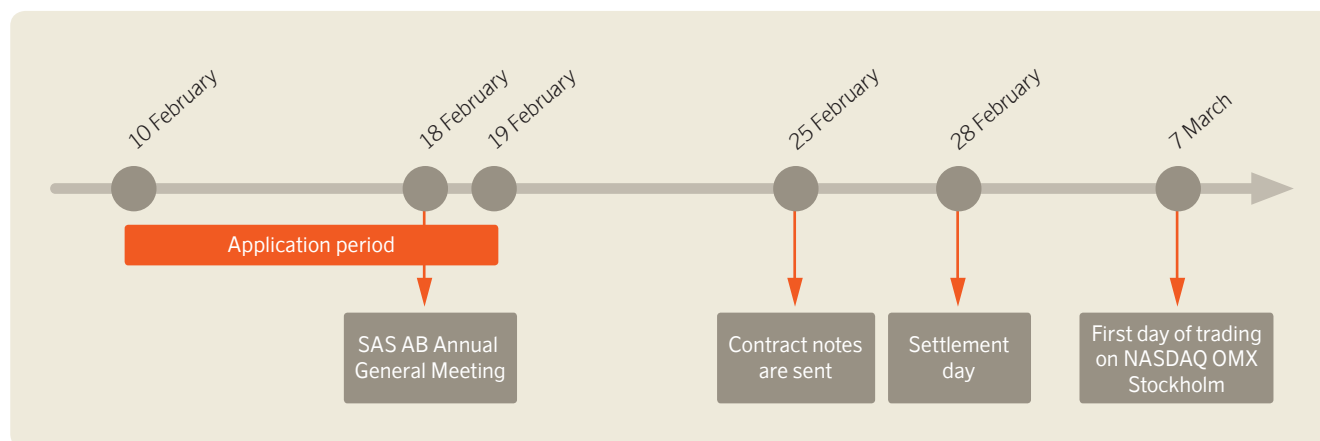 10 February
18 February
19 February
25 February
28 February
7 March
Application period
SAS AB Annual
General Meeting
Contract notes
are sent
Settlement
day
First day of trading
on NASDAQ OMX
Stockholm